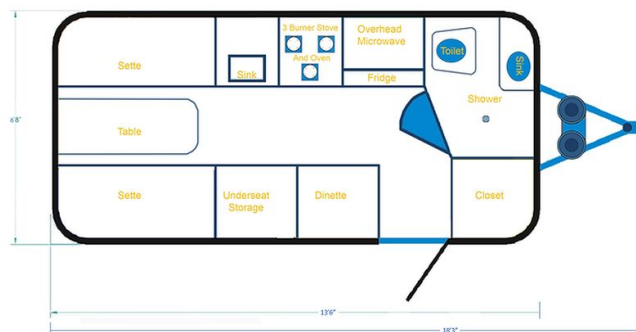 3 Burner Stove
And Oven
Overhead
Microwave
Toilet
Sink
Sette
Sink
Fridge
Shower
6'8"
Table
Sette
Underseat
Storage
Dinette
Closet
13'6"
18'3"